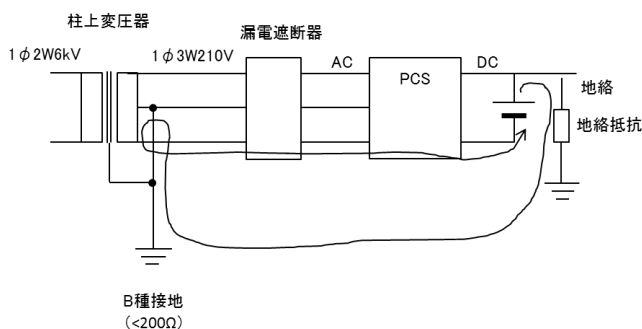 柱上変圧器
漏電遮断器
1φ2W6kV
1φ3W210V
AC
PCS
DC
地絡
地絡抵抗
B種接地
(<200Ω)